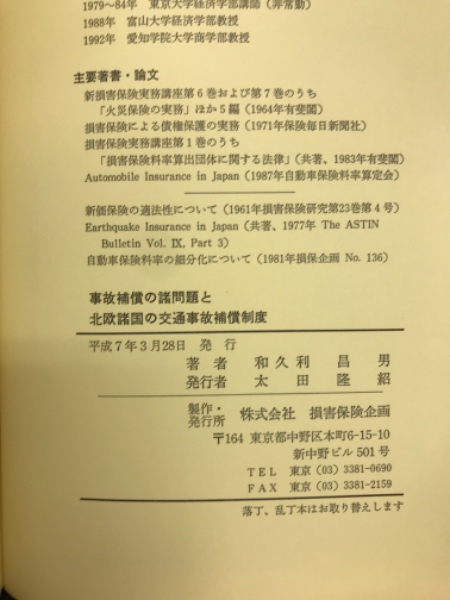 1979〜84年　東京大学経済学部講師（非常勤）
1988年　富山大学経済学部教授
1992年　愛知学院大学商学部教授
主要著書・論文
新損害保険実務講座第６巻および第７巻のうち
「火災保険の実務」ほか５編（1964年有斐閣）
損害保険による債権保護の実務（1971年保険毎日新聞社）
損害保険実務講座第１巻のうち
「損害保険料率算出団体に関する法律」（共著、1983年有斐閣）
Automobile Insurance in Japan（1987年自動車保険料率算定会）
新価保険の適法性について（1961年損害保険研究第23巻第４号）
Earthquake Insurance in Japan（共著、1977年 The ASTIN
Bulletin Vol. Ⅸ, Part 3）
自動車保険料率の細分化について（1981年損保企画 No. 136）
事故補償の諸問題と
北欧諸国の交通事故補償制度
平成７年３月28日　発　行
著　者　和久利　昌　男
発行者　太　田　隆　紹
製作・
発行所　株式会社　損害保険企画
〒164 東京都中野区本町6-15-10
新中野ビル 501 号
ＴＥＬ　東京（03）3381-0690
ＦＡＸ　東京（03）3381-2159
落丁、乱丁本はお取り替えします